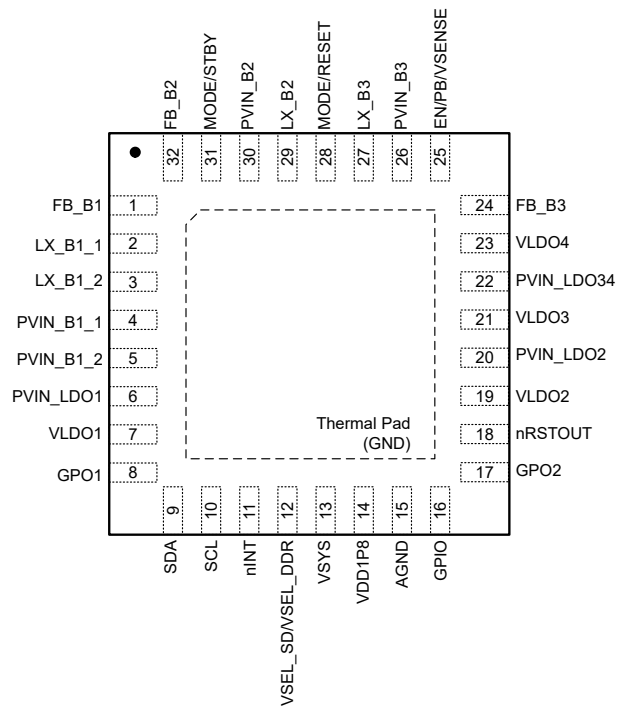 FB_B2
MODE/STBY
PVIN_B2
LX_B2
MODE/RESET
LX_B3
PVIN_B3
EN/PB/VSENSE
32
31
30
29
28
27
26
25
FB_B1 1
LX_B1_1 2
LX_B1_2 3
PVIN_B1_1 4
PVIN_B1_2 5
PVIN_LDO1 6
VLDO1 7
GPO1 8
24 FB_B3
23 VLDO4
22 PVIN_LDO34
21 VLDO3
20 PVIN_LDO2
19 VLDO2
18 nRSTOUT
17 GPO2
Thermal Pad
(GND)
9
10
11
12
13
14
15
16
SDA
SCL
nINT
VSEL_SD/VSEL_DDR
VSYS
VDD1P8
AGND
GPIO